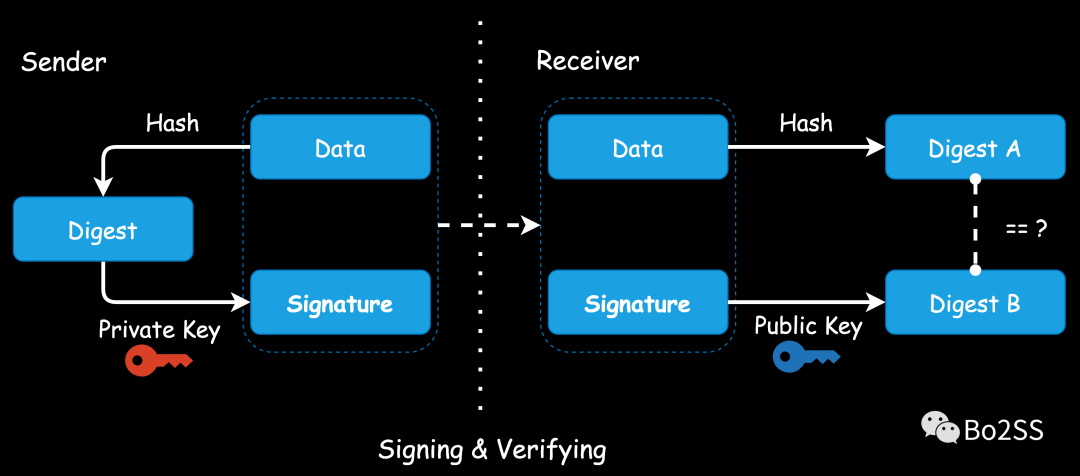 Sender
Receiver
Hash
Data
Digest
Signature
Private Key
Data
Hash
Digest A
== ?
Signature
Public Key
Digest B
Signing & Verifying
Bo2SS